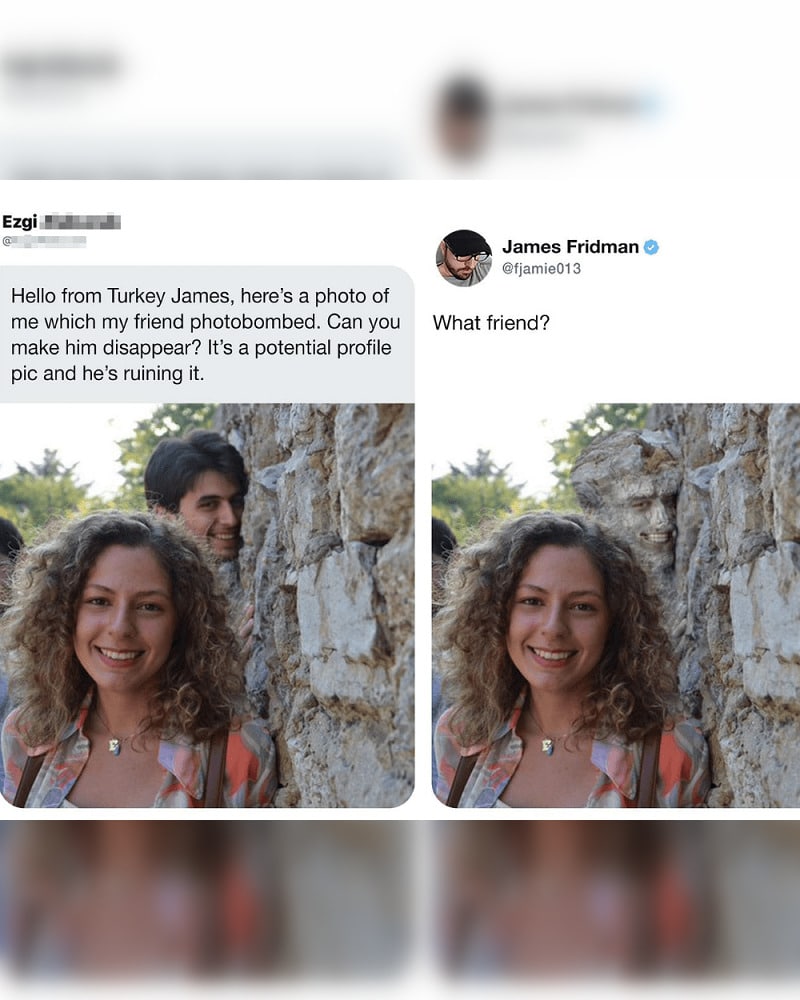 Ezgi
@
Hello from Turkey James, here's a photo of
me which my friend photobombed. Can you
make him disappear? It's a potential profile
pic and he's ruining it.
James Fridman
@fjamie013
What friend?